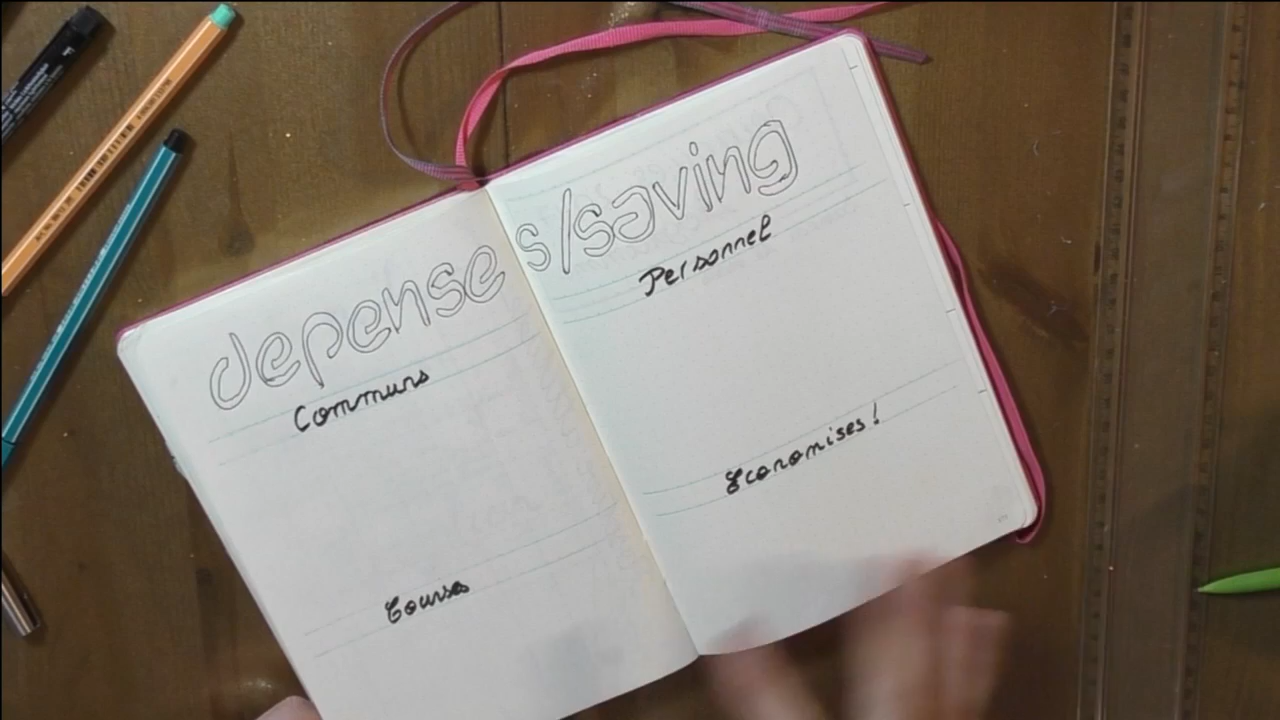 depenses/saving
Communs
Courses
Personnel
Economises!